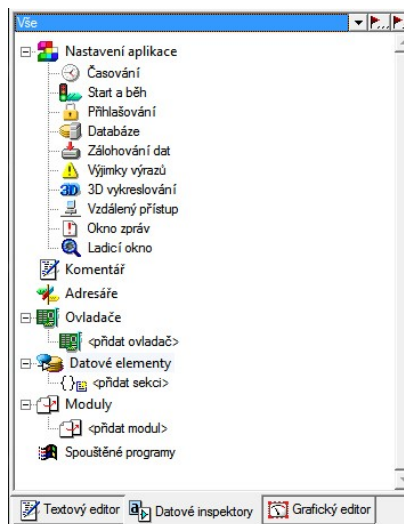 Vše
Nastavení aplikace
Časování
Start a běh
Přihlašování
Databáze
Zálohování dat
Výjimky výrazů
3D vykreslování
Vzdálený přístup
Okno zpráv
Ladicí okno
Komentář
Adresáře
Ovladače
<přidat ovladač>
Datové elementy
<přidat sekci>
Moduly
<přidat modul>
Spouštěné programy
Textový editor Datové inspektory Grafický editor